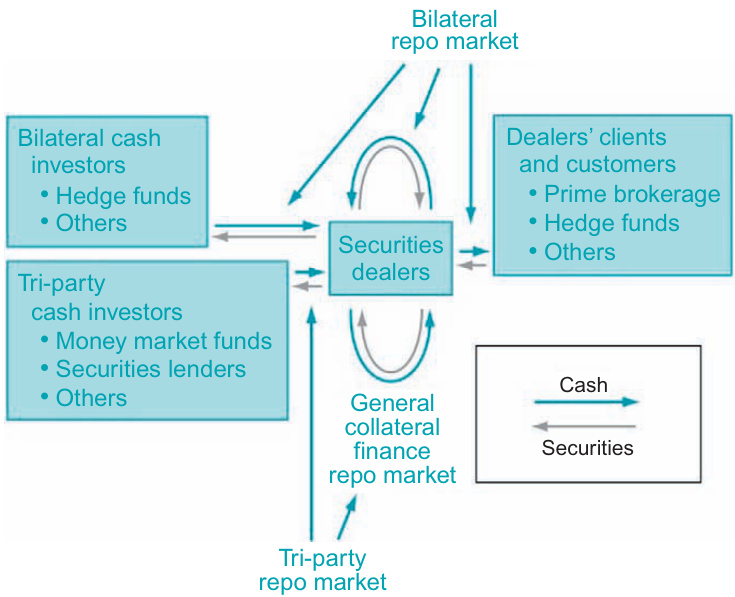 Bilateral
repo market
Bilateral cash
investors
• Hedge funds
• Others
Dealers’ clients
and customers
• Prime brokerage
• Hedge funds
• Others
Securities
dealers
Tri-party
cash investors
• Money market funds
• Securities lenders
• Others
Cash
Securities
General
collateral
finance
repo market
Tri-party
repo market